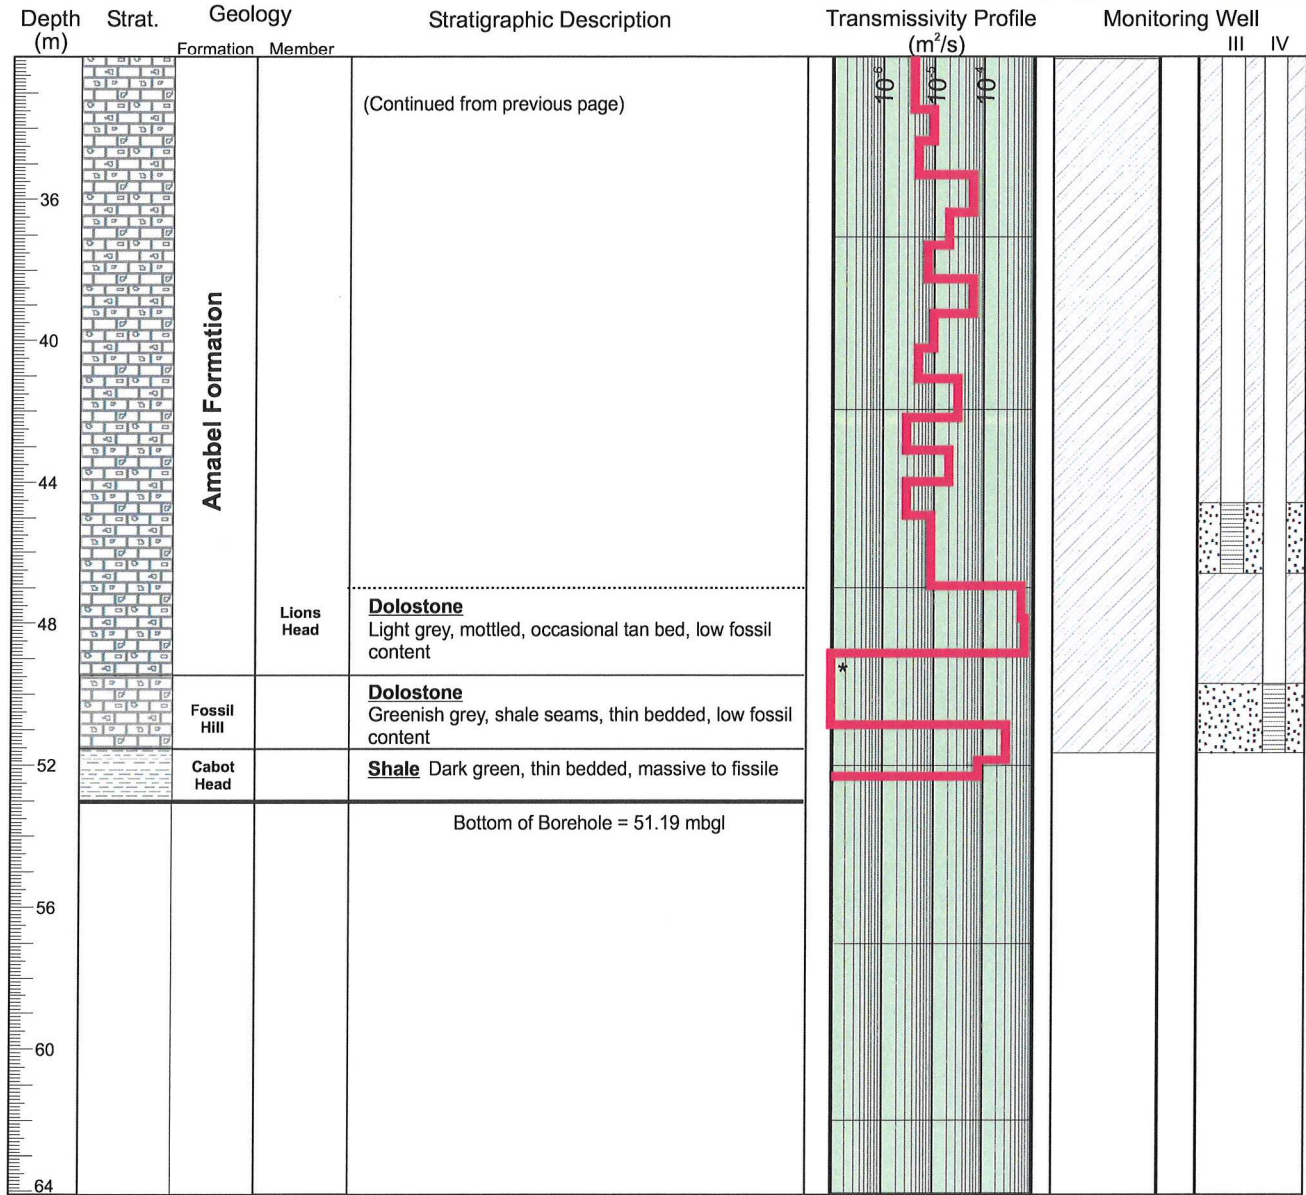 Depth Strat. Geology Stratigraphic Description Transmissivity Profile Monitoring Well
(m) Formation Member (m²/s) III IV
10⁻⁶ 10⁻⁵ 10⁻⁴
(Continued from previous page)
36
40
Amabel Formation
44
Dolostone
Lions
Head
48
Light grey, mottled, occasional tan bed, low fossil
content
*
Dolostone
Fossil
Hill
Greenish grey, shale seams, thin bedded, low fossil
content
52
Cabot
Head
Shale Dark green, thin bedded, massive to fissile
Bottom of Borehole = 51.19 mbgl
56
60
64